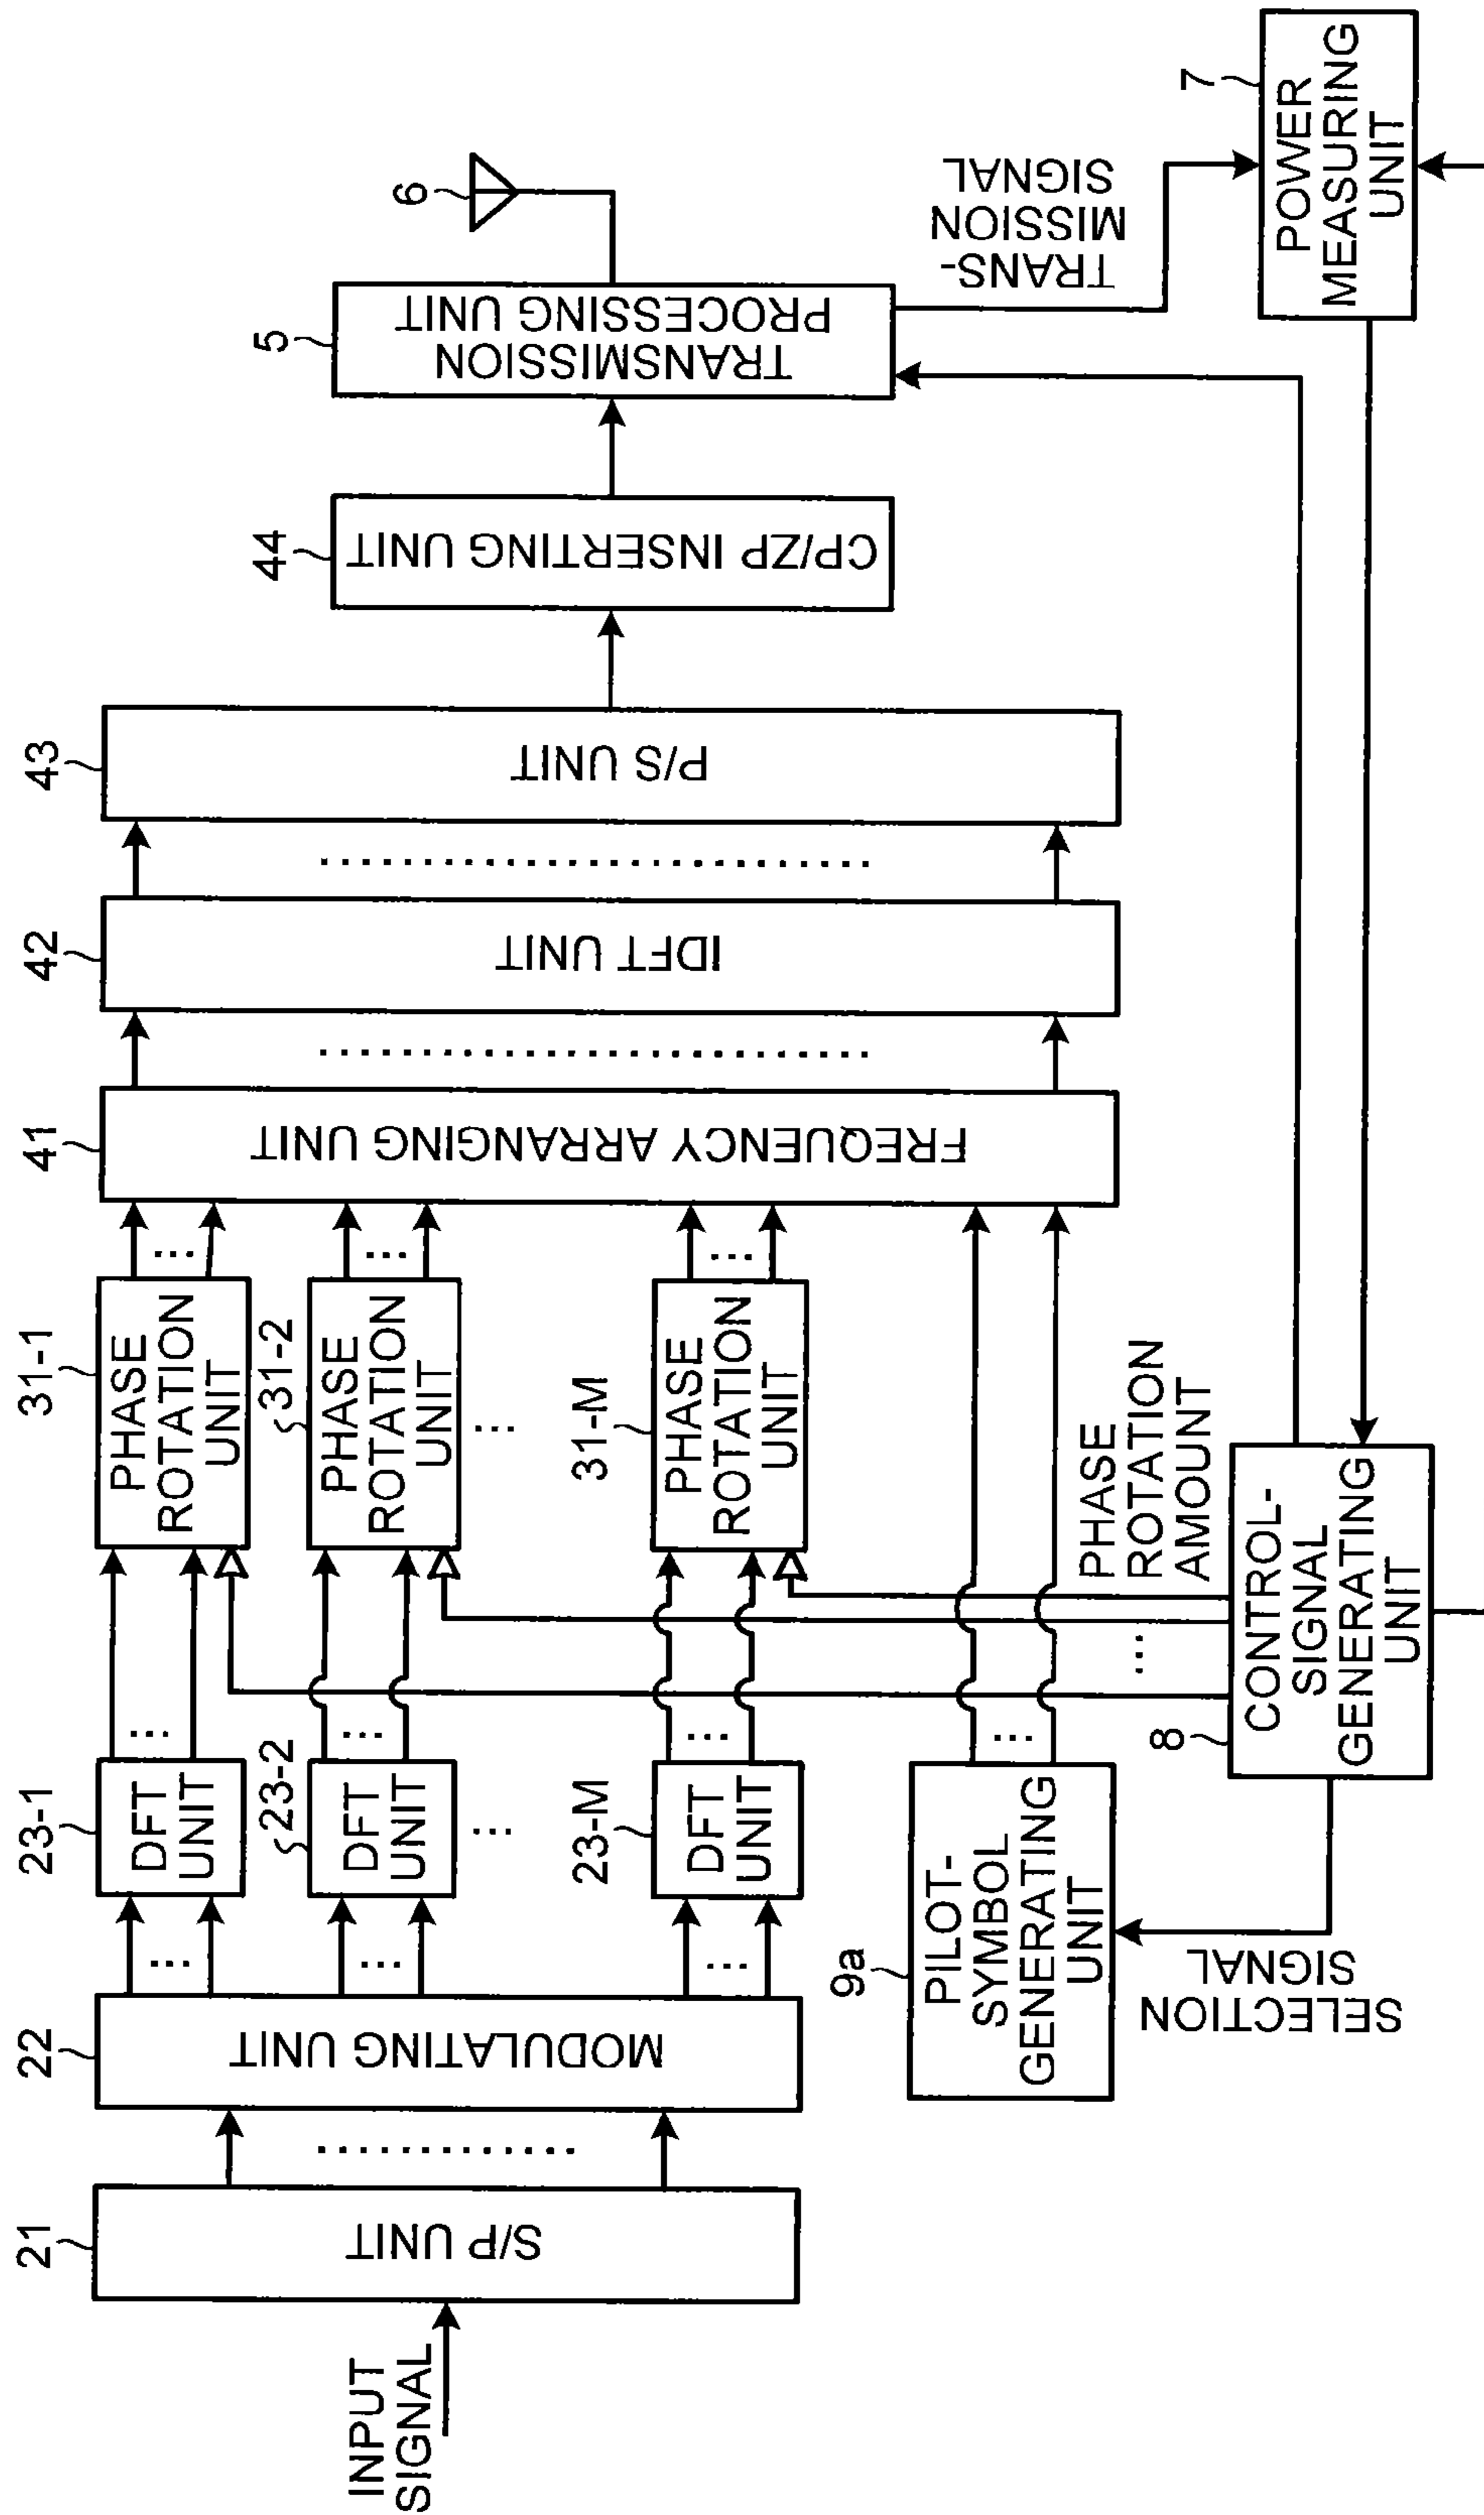 INPUT
SIGNAL
21
S/P UNIT
22
MODULATING UNIT
23-1
DFT
UNIT
23-2
DFT
UNIT
23-M
DFT
UNIT
31-1
PHASE
ROTATION
UNIT
31-2
PHASE
ROTATION
UNIT
31-M
PHASE
ROTATION
UNIT
41
FREQUENCY ARRANGING UNIT
42
IDFT UNIT
43
P/S UNIT
44
CP/ZP INSERTING UNIT
5
TRANSMISSION
PROCESSING UNIT
6
TRANS-
MISSION
SIGNAL
7
POWER
MEASURING
UNIT
9a
PILOT-
SYMBOL
GENERATING
UNIT
SELECTION
SIGNAL
8
CONTROL-
SIGNAL
GENERATING
UNIT
PHASE
ROTATION
AMOUNT